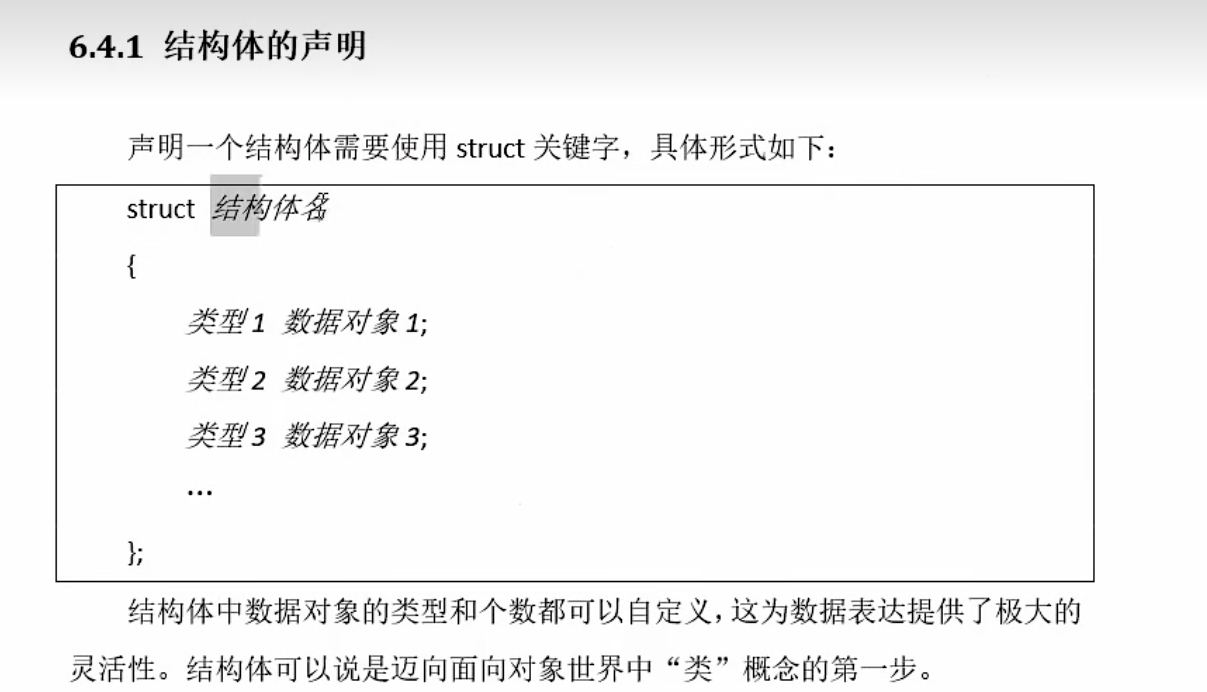 6.4.1 结构体的声明
声明一个结构体需要使用 struct 关键字，具体形式如下：
struct 结构体名
{
类型 1 数据对象 1;
类型 2 数据对象 2;
类型 3 数据对象 3;
...
};
结构体中数据对象的类型和个数都可以自定义，这为数据表达提供了极大的
灵活性。结构体可以说是迈向面向对象世界中“类”概念的第一步。